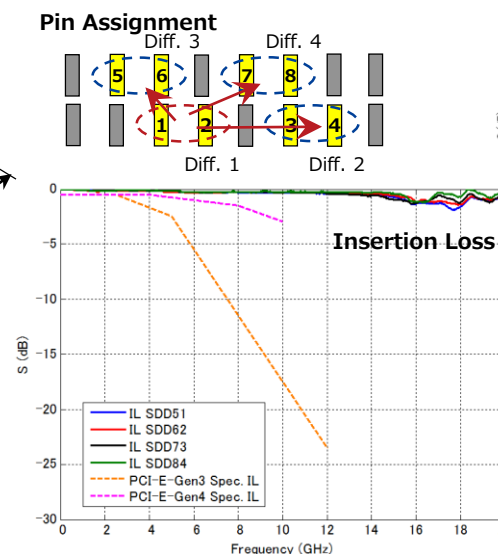 Pin Assignment
Diff. 3 Diff. 4
5 6 7 8
1 2 3 4
Diff. 1 Diff. 2
Insertion Loss
S (dB)
0
-5
-10
-15
-20
-25
-30
IL SDD51
IL SDD62
IL SDD73
IL SDD84
PCI-E-Gen3 Spec. IL
PCI-E-Gen4 Spec. IL
0 2 4 6 8 10 12 14 16 18
Frequency (GHz)